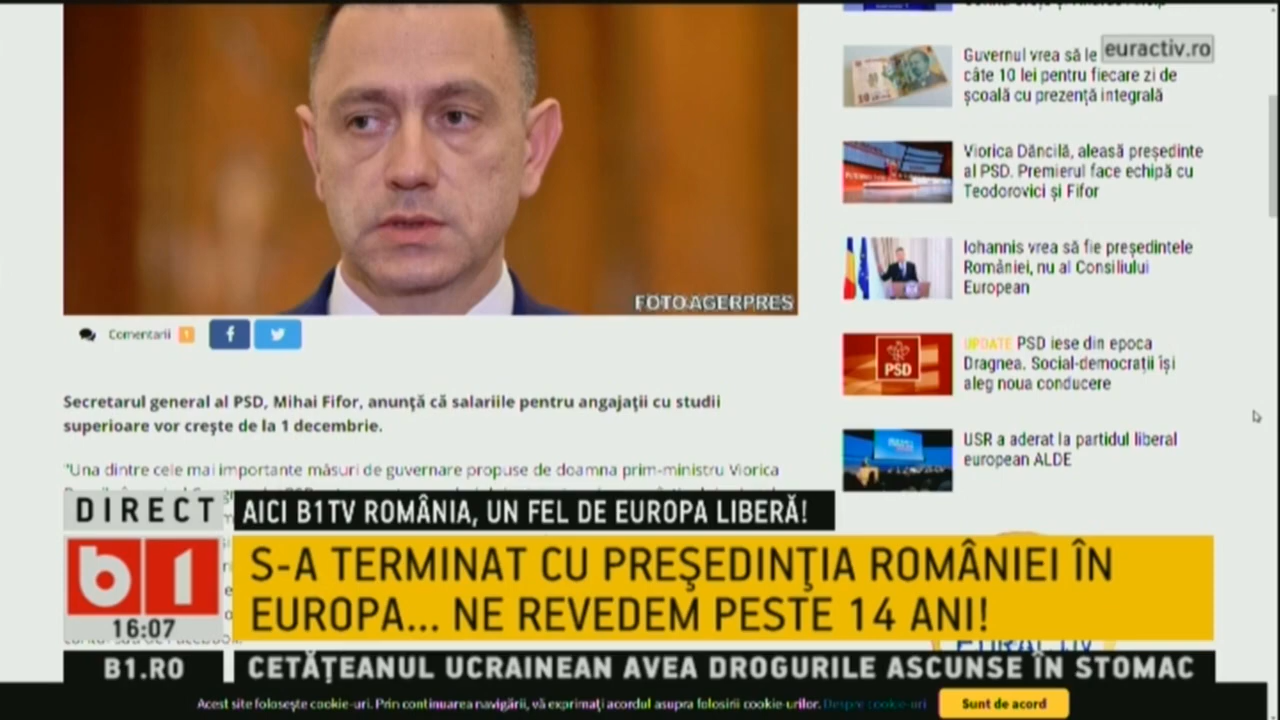 euractiv.ro
Guvernul vrea să le
câte 10 lei pentru fiecare zi de
școală cu prezență integrală
Viorica Dăncilă, aleasă președinte
al PSD. Premierul face echipă cu
Teodorovici și Fifor
Iohannis vrea să fie președintele
României, nu al Consiliului
European
UPDATE PSD iese din epoca
Dragnea. Social-democrații își
aleg noua conducere
PSD
USR a aderat la partidul liberal
european ALDE
FOTO AGERPRES
Comentarii 1
Secretarul general al PSD, Mihai Fifor, anunță că salariile pentru angajații cu studii
superioare vor crește de la 1 decembrie.
"Una dintre cele mai importante măsuri de guvernare propuse de doamna prim-ministru Viorica
DIRECT AICI B1TV ROMÂNIA, UN FEL DE EUROPA LIBERĂ!
b1 S-A TERMINAT CU PREŞEDINŢIA ROMÂNIEI ÎN
EUROPA... NE REVEDEM PESTE 14 ANI!
16:07
B1.RO CETĂŢEANUL UCRAINEAN AVEA DROGURILE ASCUNSE ÎN STOMAC
Acest site folosește cookie-uri. Prin continuarea navigării, vă exprimați acordul asupra folosirii cookie-urilor. Despre cookie-uri Sunt de acord